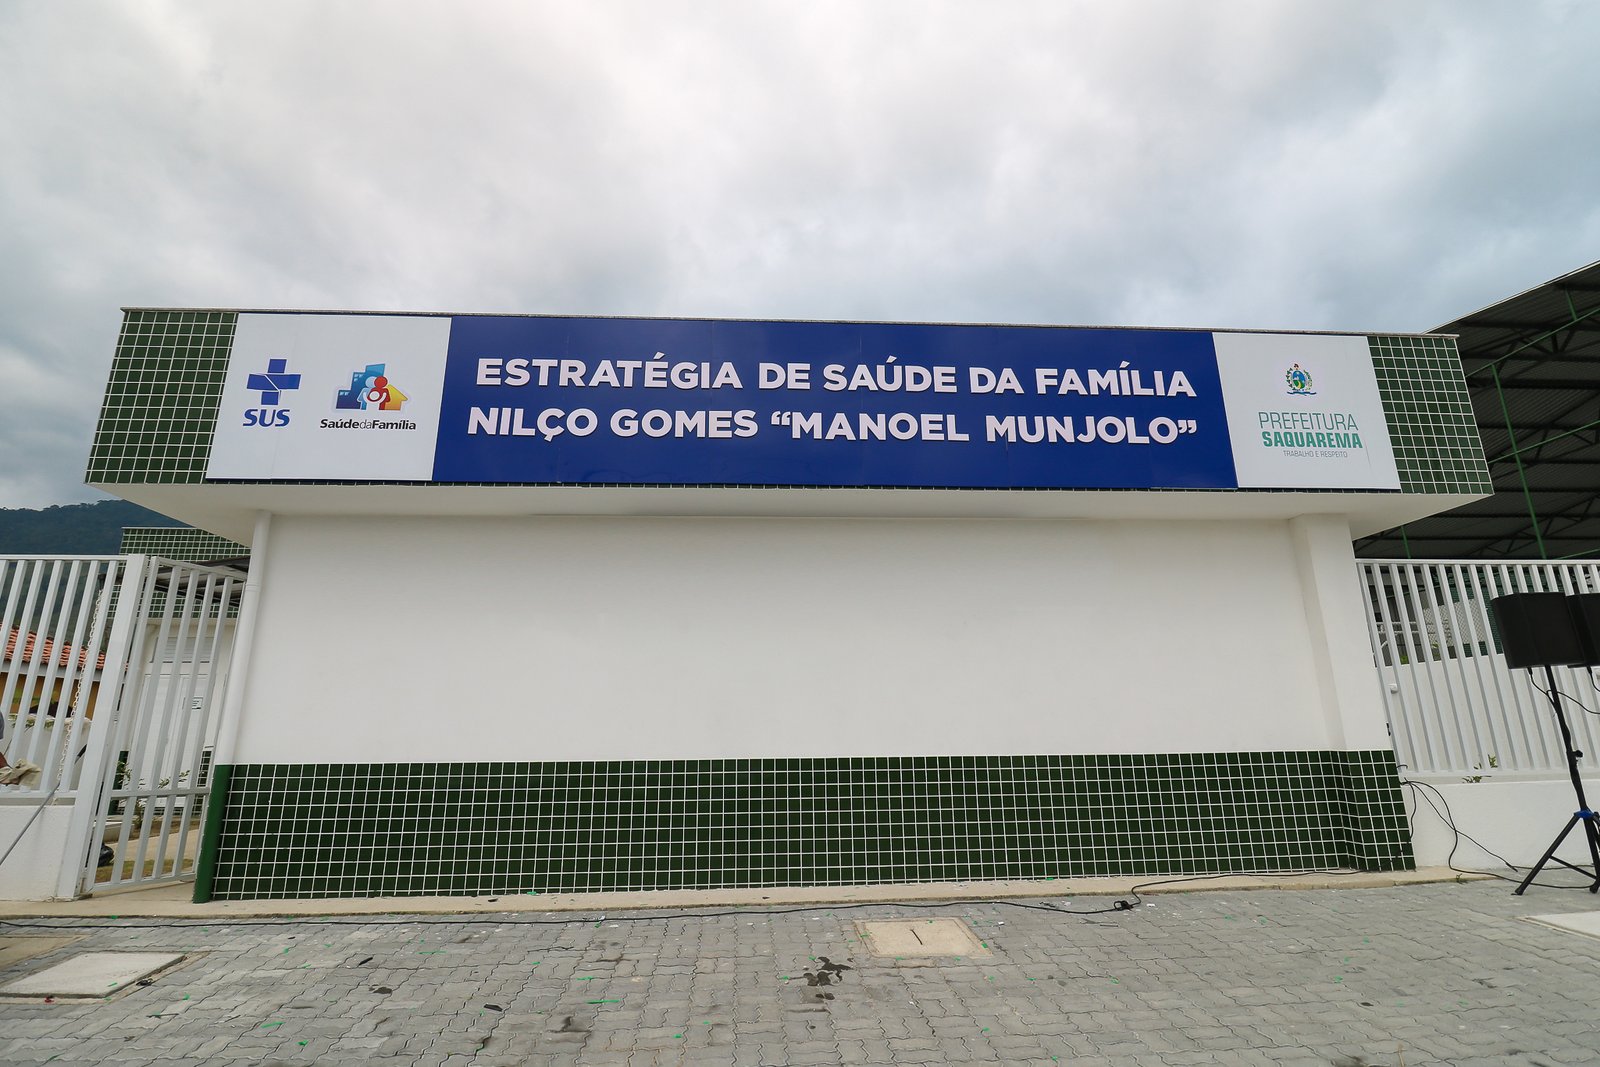 SUS
SaúdedaFamília
ESTRATÉGIA DE SAÚDE DA FAMÍLIA
NILÇO GOMES “MANOEL MUNJOLO”
PREFEITURA
SAQUAREMA
TRABALHO E RESPEITO